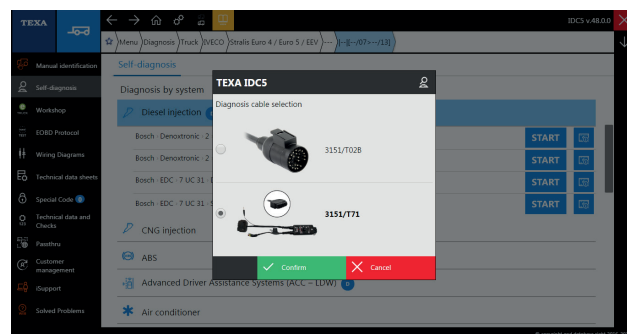 TEXA
IDC5 v.48.0.0
Menu
Diagnosis
Truck
IVECO
Stralis Euro 4 / Euro 5 / EEV
Manual identification
Self-diagnosis
Workshop
EOBD Protocol
Wiring Diagrams
Technical data sheets
Special Code
Technical data and
Checks
Passthru
Customer
management
iSupport
Solved Problems
Self-diagnosis
Diagnosis by system
Diesel injection
Bosch - Denoxtronic - 2
START
Bosch - Denoxtronic - 2
START
Bosch - EDC - 7 UC 31 -
START
Bosch - EDC - 7 UC 31 -
START
CNG injection
ABS
Advanced Driver Assistance Systems (ACC – LDW)
Air conditioner
TEXA IDC5
Diagnosis cable selection
3151/T02B
3151/T71
Confirm
Cancel